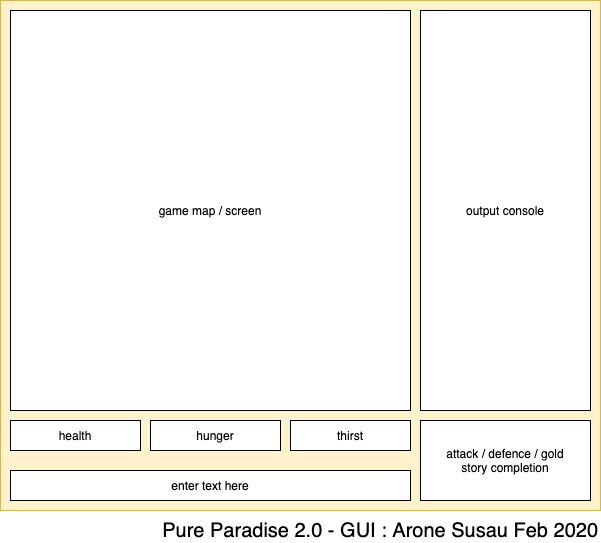 game map / screen
output console
health
hunger
thirst
attack / defence / gold
story completion
enter text here
Pure Paradise 2.0 - GUI : Arone Susau Feb 2020